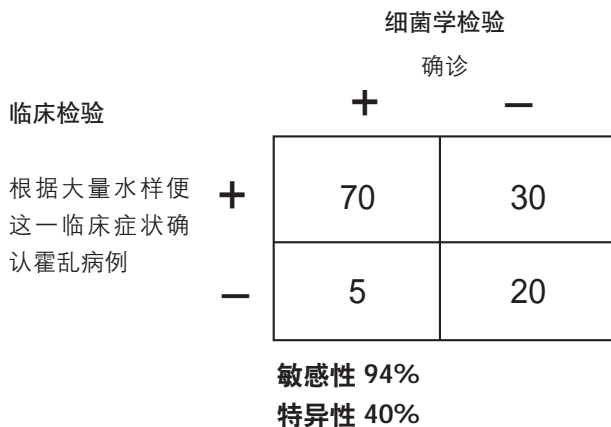 细菌学检验
确诊
临床检验
+ −
根据大量水样便
这一临床症状确
认霍乱病例
+ 70 30
− 5 20
敏感性 94%
特异性 40%